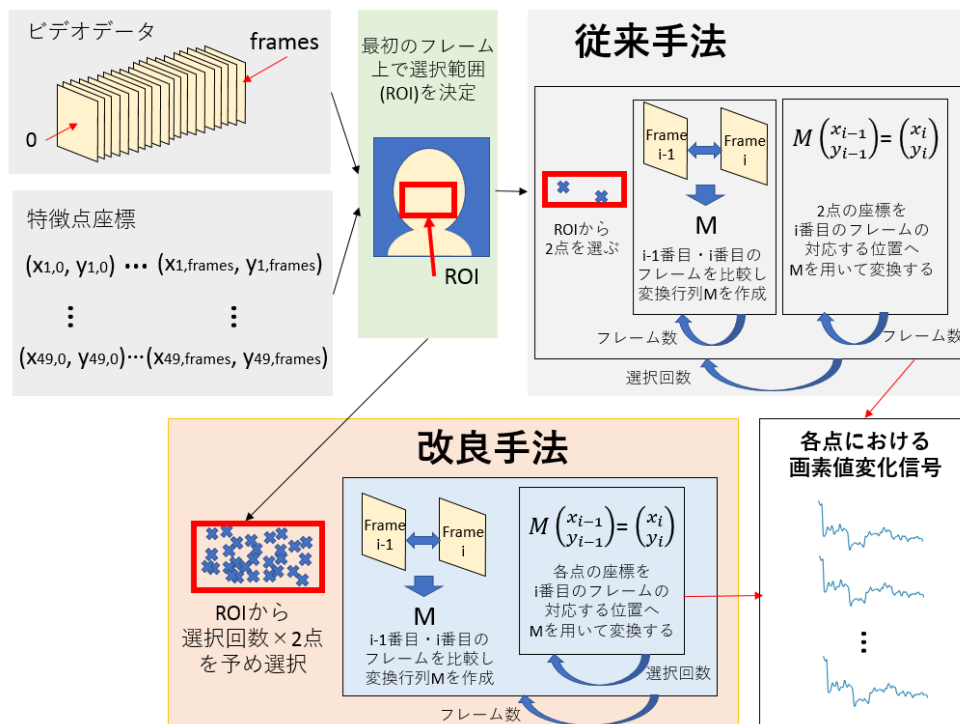 ビデオデータ
frames
0
特徴点座標
(x1,0, y1,0) ••• (x1,frames, y1,frames)
⋮ ⋮
(x49,0, y49,0)•••(x49,frames, y49,frames)
最初のフレーム
上で選択範囲
(ROI)を決定
ROI
従来手法
ROIから
2点を選ぶ
Frame
i-1
Frame
i
M
i-1番目・i番目の
フレームを比較し
変換行列Mを作成
フレーム数
M(xi-1 yi-1)=(xi yi)
2点の座標を
i番目のフレームの
対応する位置へ
Mを用いて変換する
フレーム数
選択回数
改良手法
ROIから
選択回数×2点
を予め選択
Frame
i-1
Frame
i
M
i-1番目・i番目の
フレームを比較し
変換行列Mを作成
M(xi-1 yi-1)=(xi yi)
各点の座標を
i番目のフレームの
対応する位置へ
Mを用いて変換する
選択回数
フレーム数
各点における
画素値変化信号
⋮